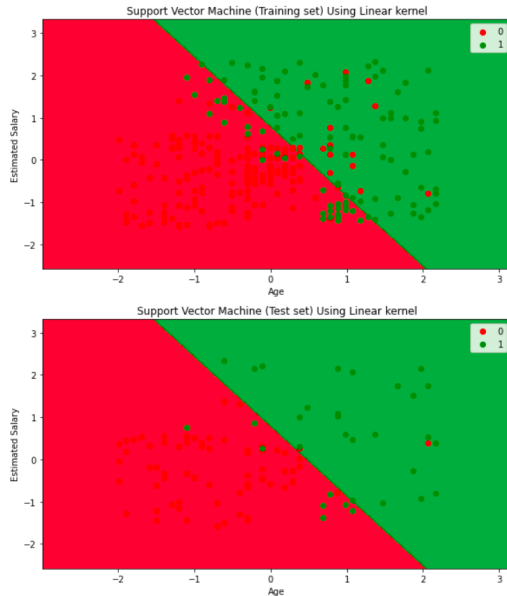 Support Vector Machine (Training set) Using Linear kernel
0
1
3
2
1
0
−1
−2
Estimated Salary
−2 −1 0 1 2 3
Age
Support Vector Machine (Test set) Using Linear kernel
0
1
3
2
1
0
−1
−2
Estimated Salary
−2 −1 0 1 2 3
Age